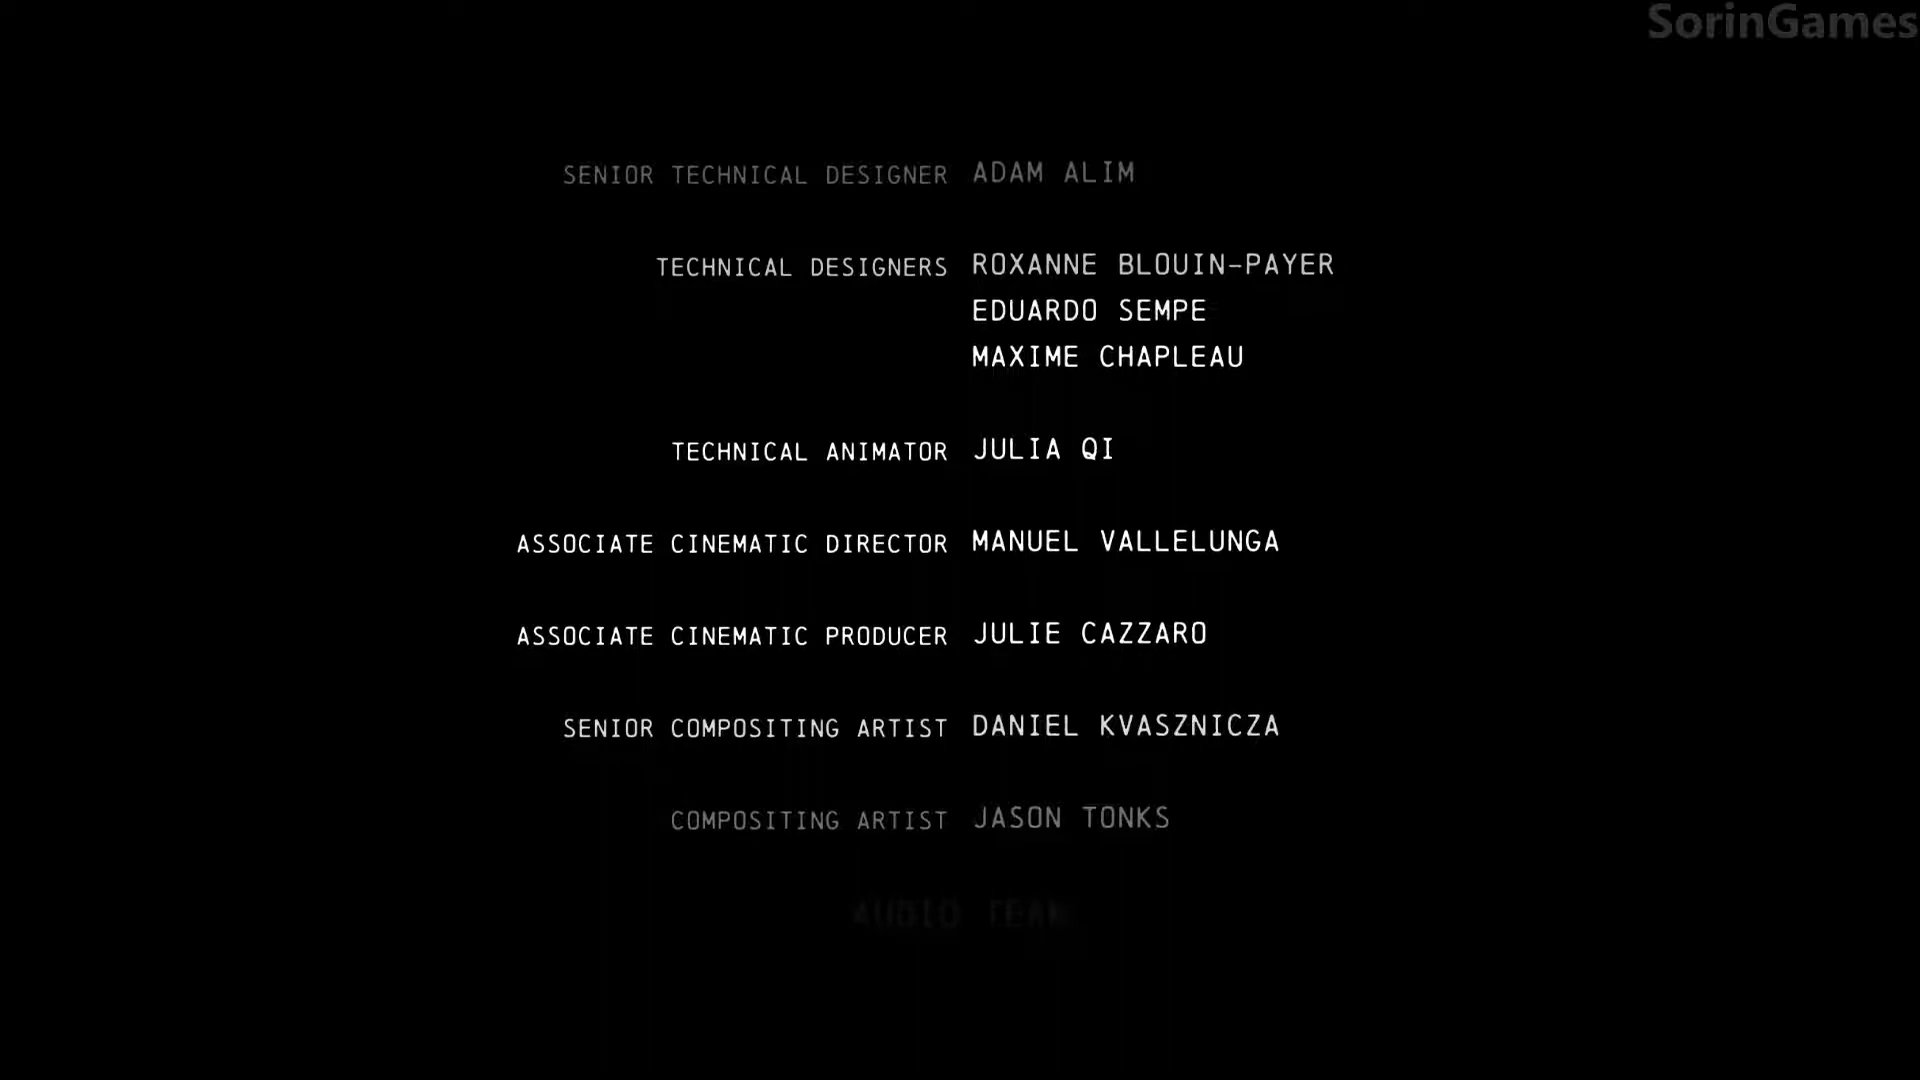 SorinGames
SENIOR TECHNICAL DESIGNER ADAM ALIM
TECHNICAL DESIGNERS ROXANNE BLOUIN-PAYER
EDUARDO SEMPE
MAXIME CHAPLEAU
TECHNICAL ANIMATOR JULIA QI
ASSOCIATE CINEMATIC DIRECTOR MANUEL VALLELUNGA
ASSOCIATE CINEMATIC PRODUCER JULIE CAZZARO
SENIOR COMPOSITING ARTIST DANIEL KVASZNICZA
COMPOSITING ARTIST JASON TONKS
AUDIO TEAM